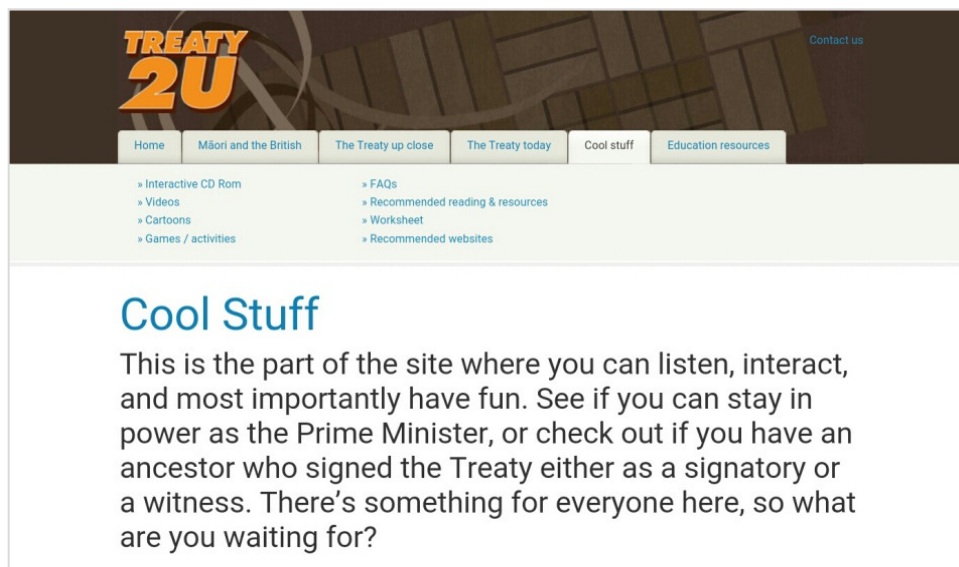 TREATY
2U
Contact us
Home
Māori and the British
The Treaty up close
The Treaty today
Cool stuff
Education resources
» Interactive CD Rom
» Videos
» Cartoons
» Games / activities
» FAQs
» Recommended reading & resources
» Worksheet
» Recommended websites
Cool Stuff
This is the part of the site where you can listen, interact,
and most importantly have fun. See if you can stay in
power as the Prime Minister, or check out if you have an
ancestor who signed the Treaty either as a signatory or
a witness. There’s something for everyone here, so what
are you waiting for?